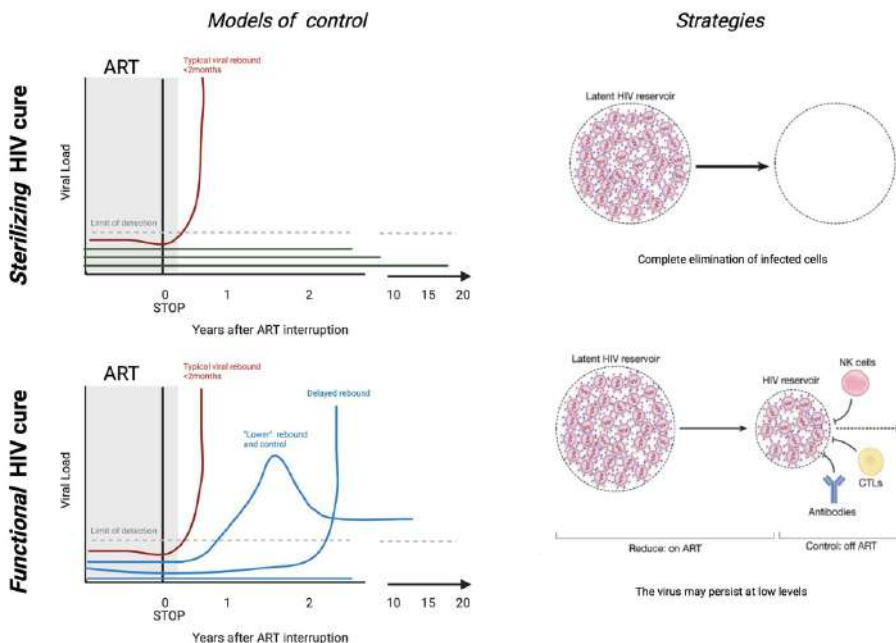 Models of control
Strategies
Sterilizing HIV cure
ART
Typical viral rebound
<2months
Viral Load
Limit of detection
0
1
2
10
15
20
STOP
Years after ART interruption
Latent HIV reservoir
Complete elimination of infected cells
Functional HIV cure
ART
Typical viral rebound
<2months
Delayed rebound
"Lower" rebound
and control
Viral Load
Limit of detection
0
1
2
10
15
20
STOP
Years after ART interruption
Latent HIV reservoir
HIV reservoir
NK cells
CTLs
Antibodies
Reduce: on ART
Control: off ART
The virus may persist at low levels